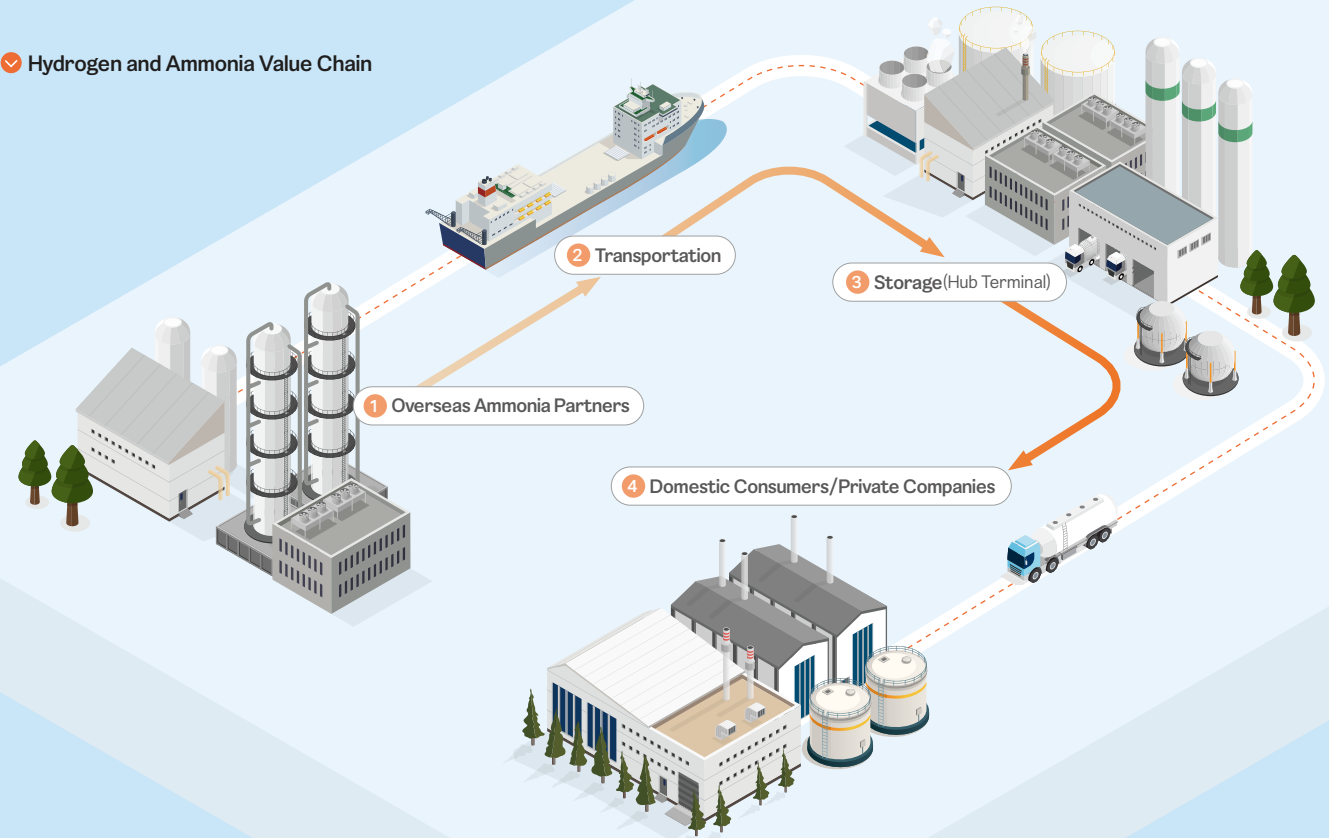 Hydrogen and Ammonia Value Chain
2 Transportation
3 Storage(Hub Terminal)
1 Overseas Ammonia Partners
4 Domestic Consumers/Private Companies